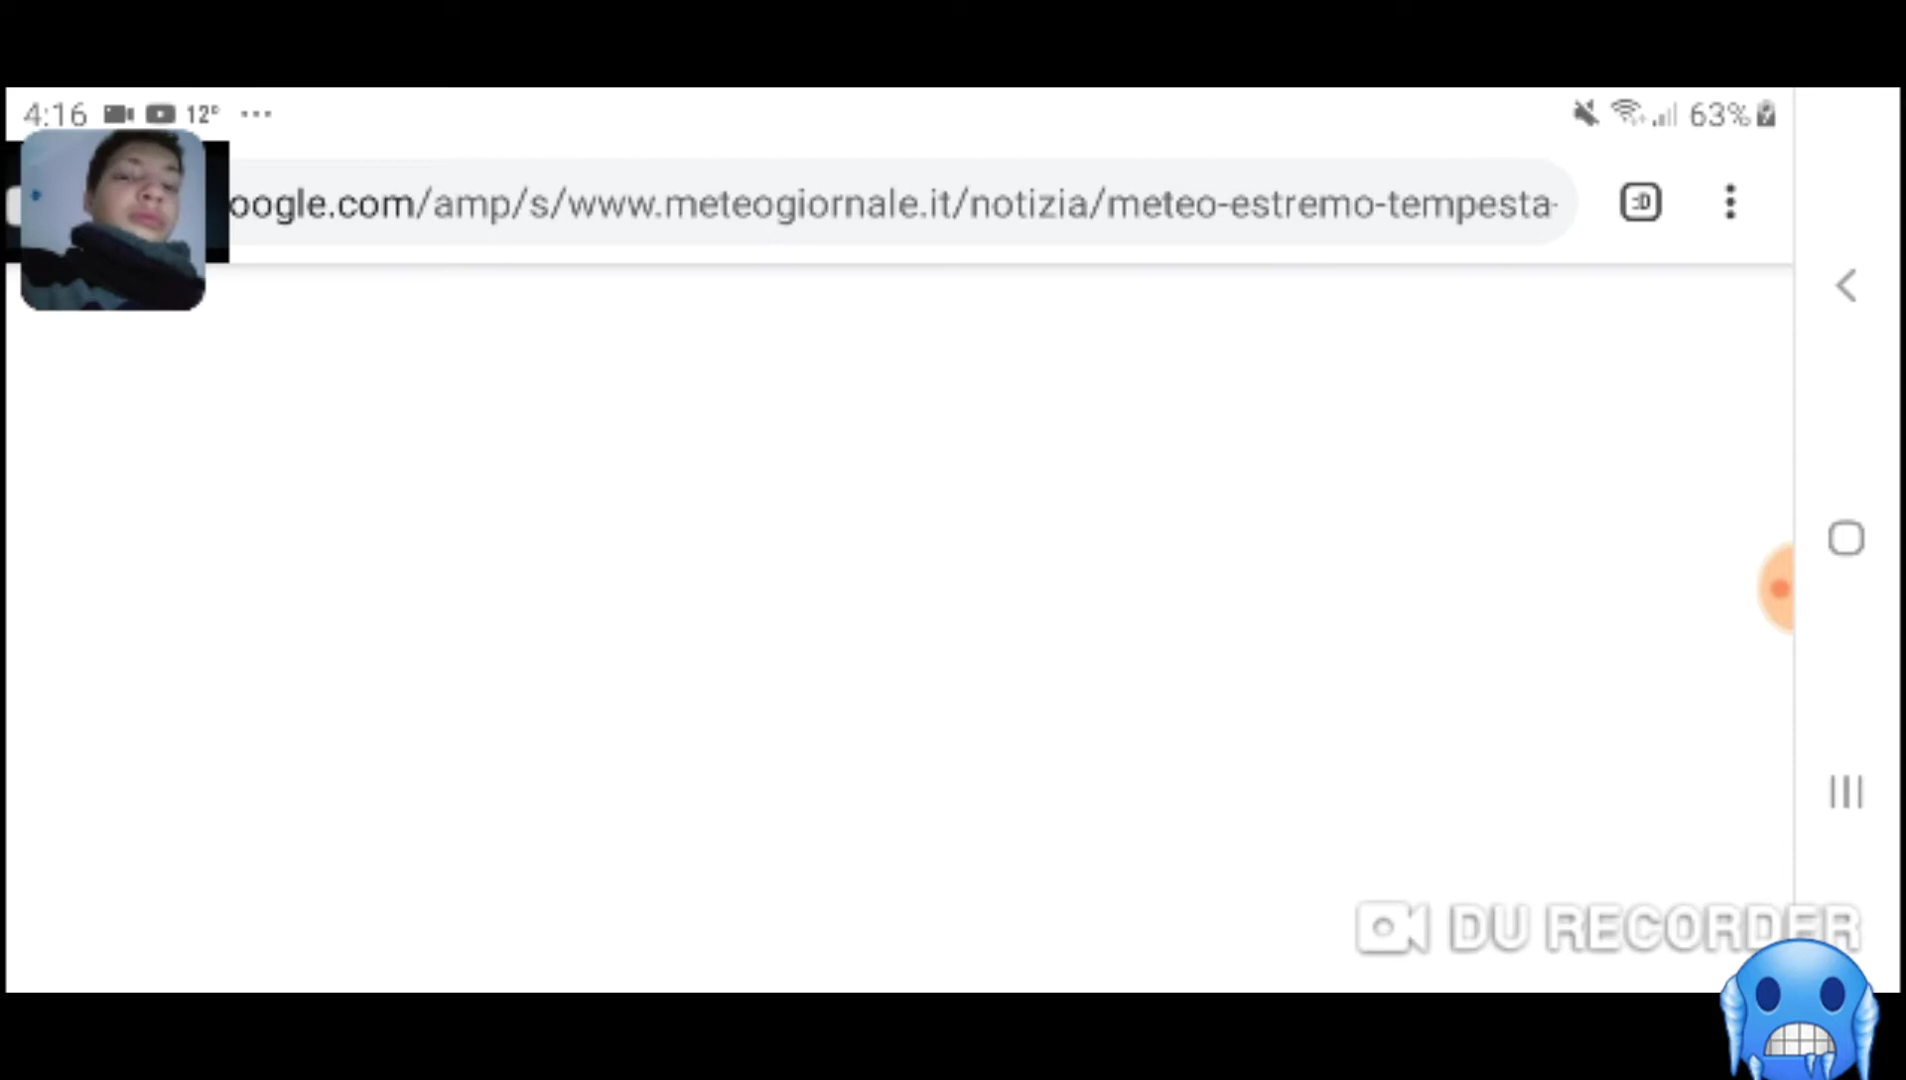 4:16 12° ... 63%
oogle.com/amp/s/www.meteogiornale.it/notizia/meteo-estremo-tempesta-
:D
DU RECORDER